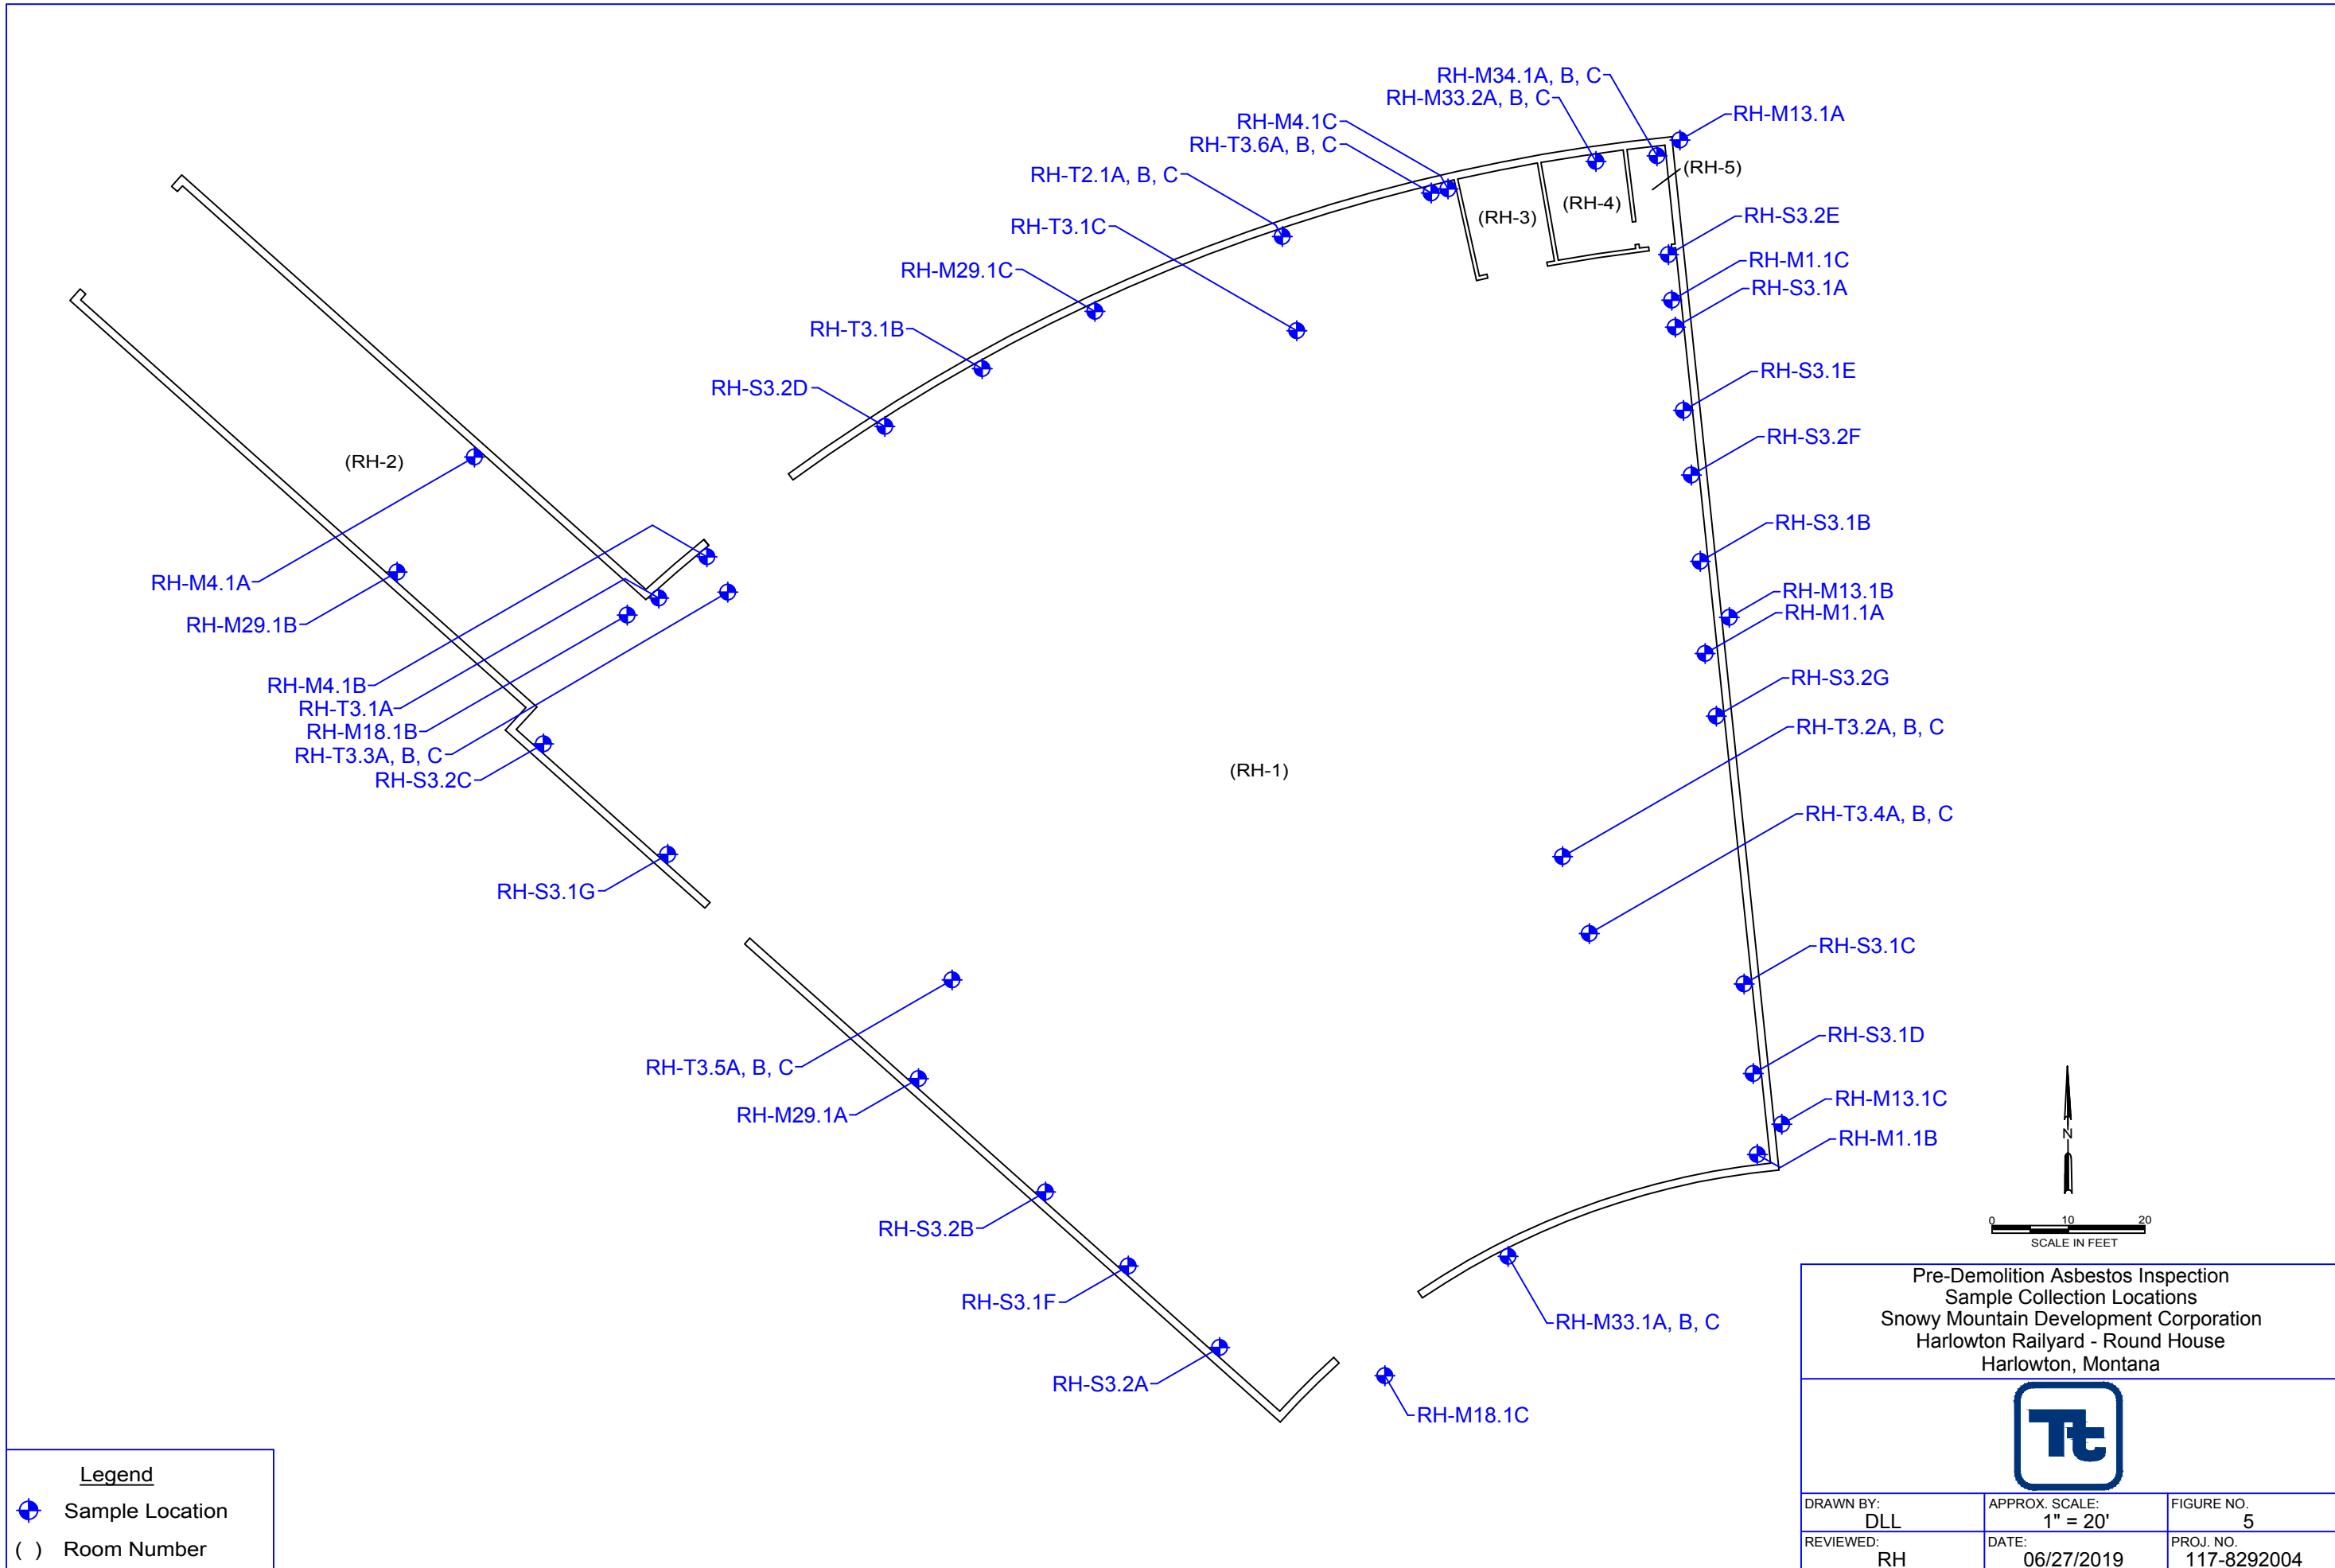 RH-M34.1A, B, C
RH-M33.2A, B, C
RH-M13.1A
RH-M4.1C
RH-T3.6A, B, C
(RH-5)
RH-T2.1A, B, C
(RH-4)
(RH-3)
RH-S3.2E
RH-T3.1C
RH-M29.1C
RH-M1.1C
RH-S3.1A
RH-T3.1B
RH-S3.1E
RH-S3.2D
RH-S3.2F
(RH-2)
RH-S3.1B
RH-M4.1A
RH-M13.1B
RH-M1.1A
RH-M29.1B
RH-S3.2G
RH-M4.1B
RH-T3.1A
RH-M18.1B
RH-T3.3A, B, C
RH-S3.2C
RH-T3.2A, B, C
(RH-1)
RH-T3.4A, B, C
RH-S3.1G
RH-S3.1C
RH-S3.1D
RH-T3.5A, B, C
RH-M29.1A
RH-M13.1C
RH-M1.1B
N
RH-S3.2B
0 10 20
SCALE IN FEET
RH-S3.1F
RH-M33.1A, B, C
RH-S3.2A
RH-M18.1C
Pre-Demolition Asbestos Inspection
Sample Collection Locations
Snowy Mountain Development Corporation
Harlowton Railyard - Round House
Harlowton, Montana
Tt
Legend
Sample Location
( ) Room Number
DRAWN BY: APPROX. SCALE: FIGURE NO.
DLL 1" = 20' 5
REVIEWED: DATE: PROJ. NO.
RH 06/27/2019 117-8292004